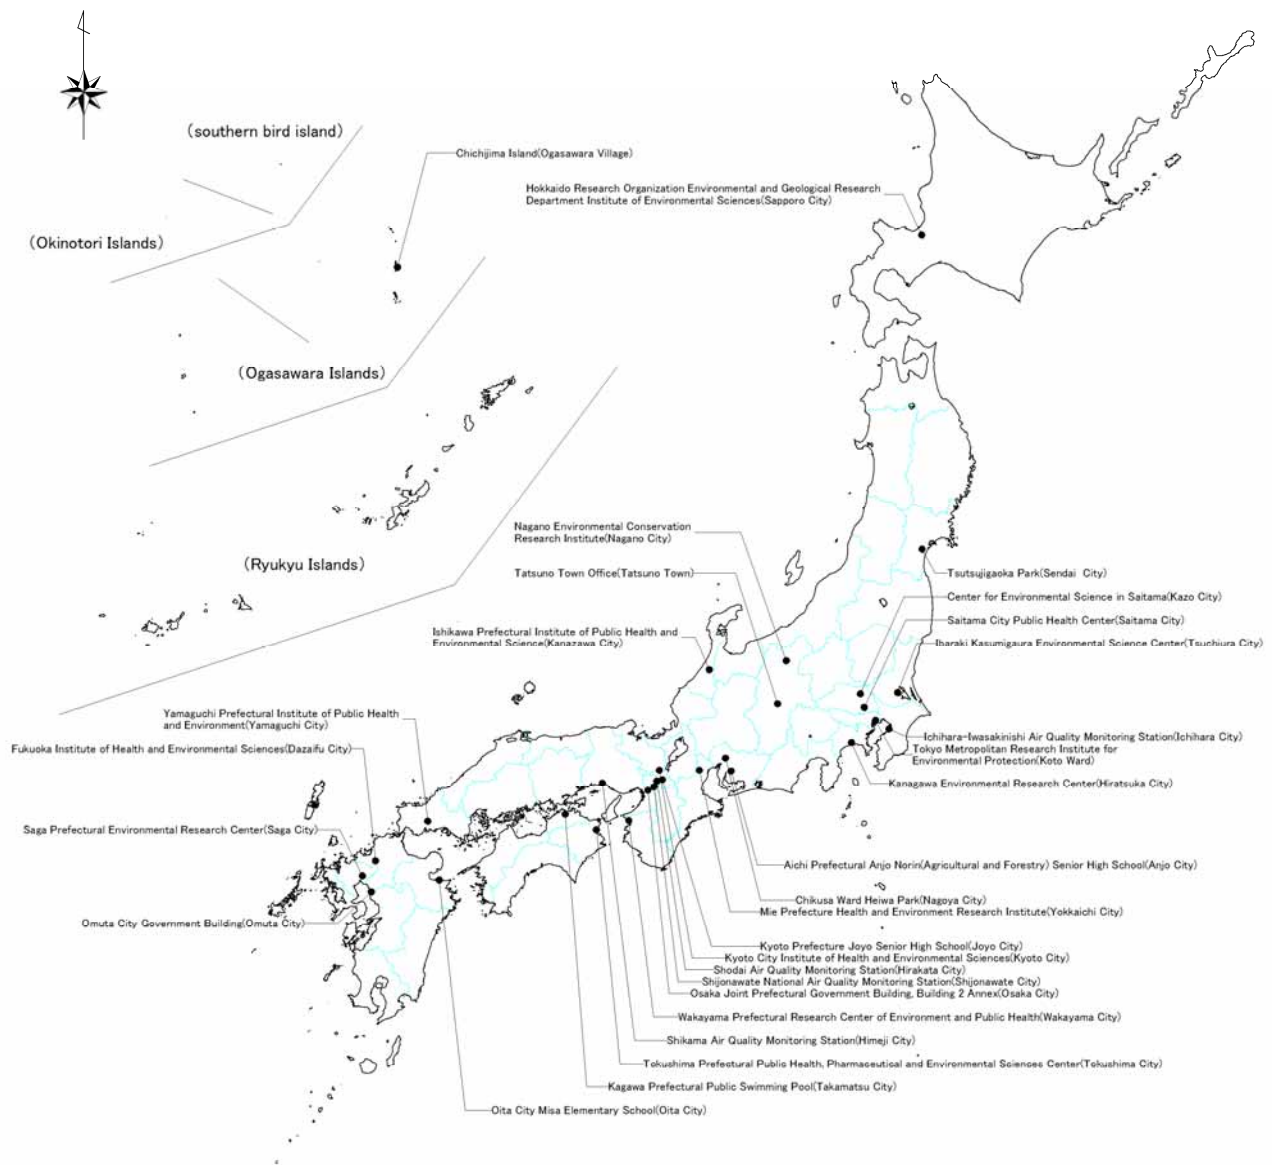 (southern bird island)
Chichijima Island(Ogasawara Village)
Hokkaido Research Organization Environmental and Geological Research
Department Institute of Environmental Sciences(Sapporo City)
(Okinotori Islands)
(Ogasawara Islands)
(Ryukyu Islands)
Nagano Environmental Conservation
Research Institute(Nagano City)
Tatsuno Town Office(Tatsuno Town)
Tsutsujigaoka Park(Sendai City)
Center for Environmental Science in Saitama(Kazo City)
Saitama City Public Health Center(Saitama City)
Ishikawa Prefectural Institute of Public Health and
Environmental Science(Kanazawa City)
Ibaraki Kasumigaura Environmental Science Center(Tsuchiura City)
Yamaguchi Prefectural Institute of Public Health
and Environment(Yamaguchi City)
Fukuoka Institute of Health and Environmental Sciences(Dazaifu City)
Ichihara-Iwasakinishi Air Quality Monitoring Station(Ichihara City)
Tokyo Metropolitan Research Institute for
Environmental Protection(Koto Ward)
Kanagawa Environmental Research Center(Hiratsuka City)
Saga Prefectural Environmental Research Center(Saga City)
Aichi Prefectural Anjo Norin(Agricultural and Forestry) Senior High School(Anjo City)
Chikusa Ward Heiwa Park(Nagoya City)
Mie Prefecture Health and Environment Research Institute(Yokkaichi City)
Omuta City Government Building(Omuta City)
Kyoto Prefecture Joyo Senior High School(Joyo City)
Kyoto City Institute of Health and Environmental Sciences(Kyoto City)
Shodai Air Quality Monitoring Station(Hirakata City)
Shijonawate National Air Quality Monitoring Station(Shijonawate City)
Osaka Joint Prefectural Government Building, Building 2 Annex(Osaka City)
Wakayama Prefectural Research Center of Environment and Public Health(Wakayama City)
Shikama Air Quality Monitoring Station(Himeji City)
Tokushima Prefectural Public Health, Pharmaceutical and Environmental Sciences Center(Tokushima City)
Kagawa Prefectural Public Swimming Pool(Takamatsu City)
Oita City Misa Elementary School(Oita City)